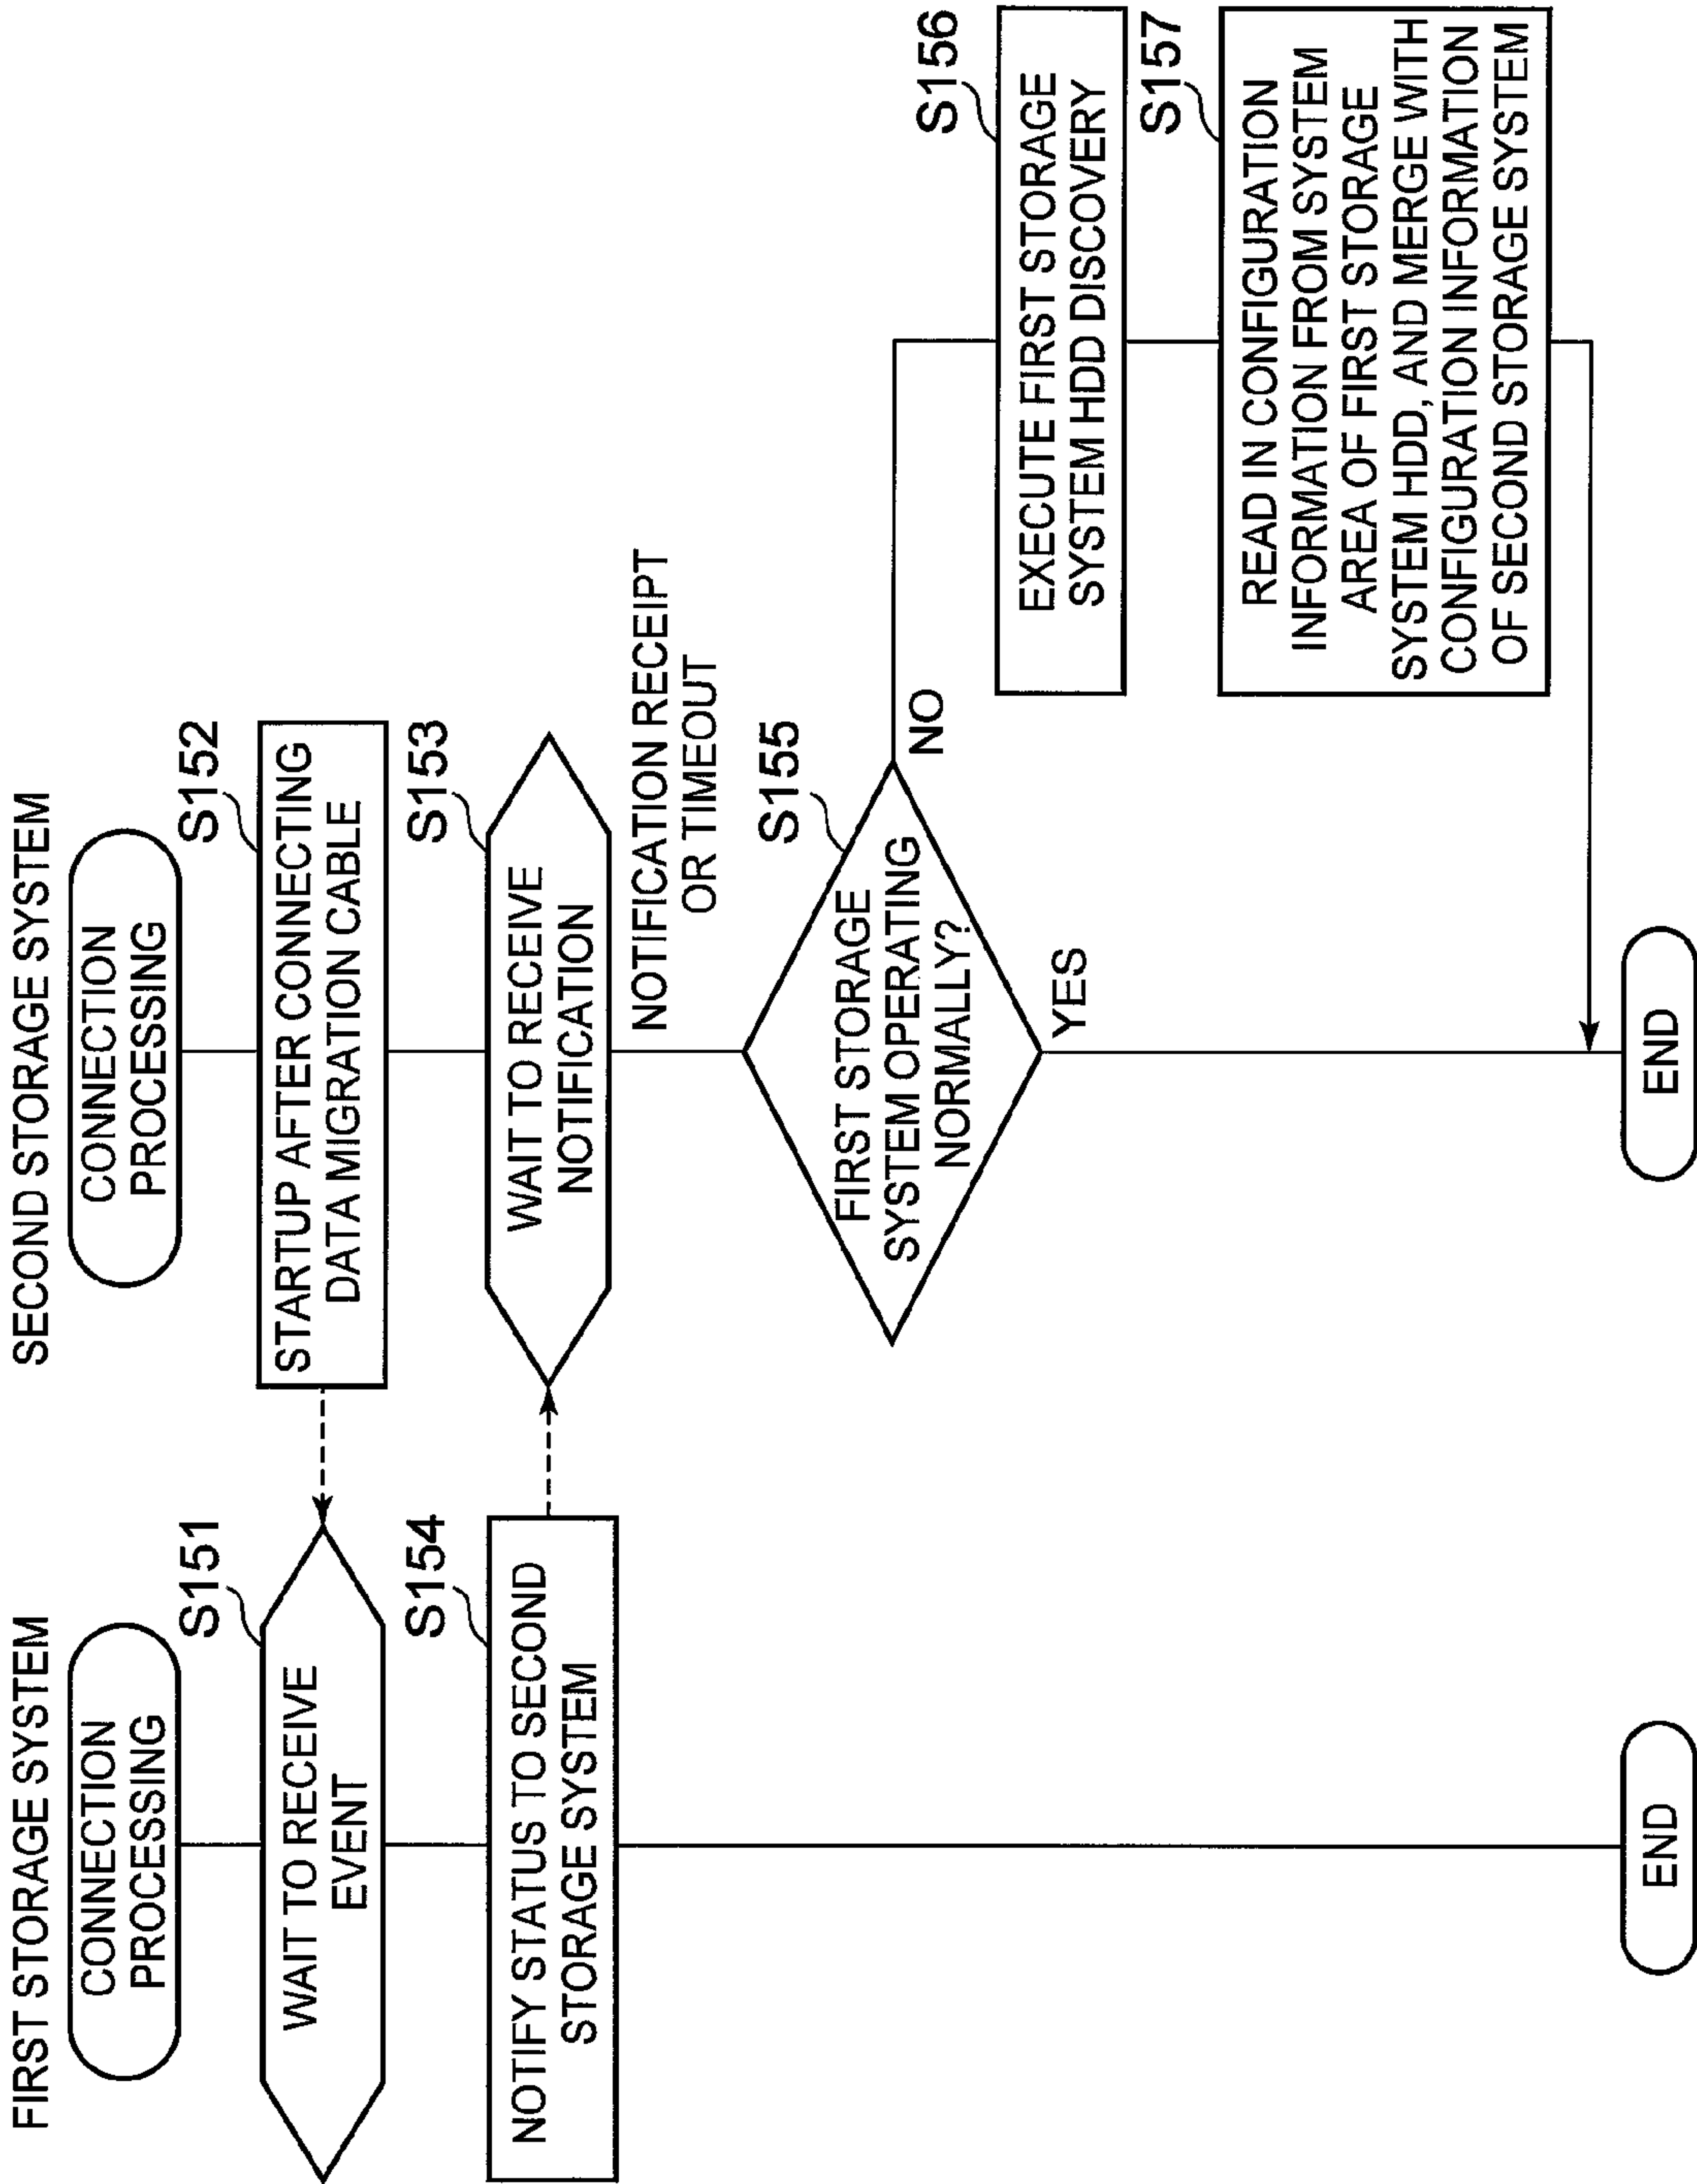 FIRST STORAGE SYSTEM
CONNECTION
PROCESSING
S151
WAIT TO RECEIVE
EVENT
S154
NOTIFY STATUS TO SECOND
STORAGE SYSTEM
END
SECOND STORAGE SYSTEM
CONNECTION
PROCESSING
S152
STARTUP AFTER CONNECTING
DATA MIGRATION CABLE
S153
WAIT TO RECEIVE
NOTIFICATION
NOTIFICATION RECEIPT
OR TIMEOUT
S155
FIRST STORAGE
SYSTEM OPERATING
NORMALLY?
NO
YES
S156
EXECUTE FIRST STORAGE
SYSTEM HDD DISCOVERY
S157
READ IN CONFIGURATION
INFORMATION FROM SYSTEM
AREA OF FIRST STORAGE
SYSTEM HDD, AND MERGE WITH
CONFIGURATION INFORMATION
OF SECOND STORAGE SYSTEM
END